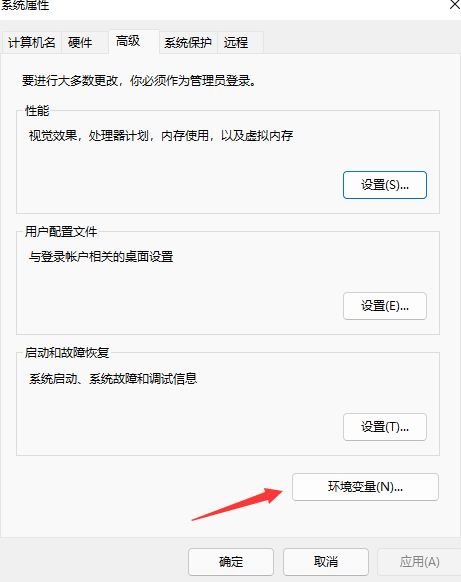 系统属性
计算机名 硬件 高级 系统保护 远程
要进行大多数更改，你必须作为管理员登录。
性能
视觉效果，处理器计划，内存使用，以及虚拟内存
设置(S)...
用户配置文件
与登录帐户相关的桌面设置
设置(E)...
启动和故障恢复
系统启动、系统故障和调试信息
设置(T)...
环境变量(N)...
确定 取消 应用(A)